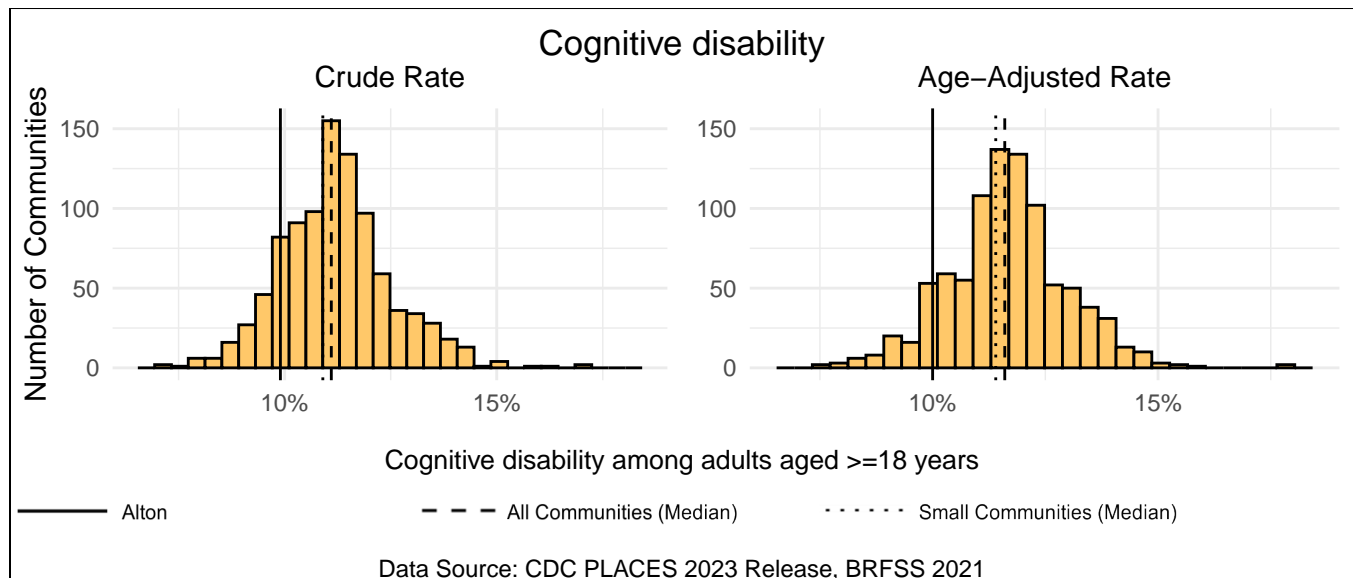 Cognitive disability
Crude Rate
Age−Adjusted Rate
Number of Communities
150
100
50
0
10%
15%
150
100
50
0
10%
15%
Cognitive disability among adults aged >=18 years
Alton
All Communities (Median)
Small Communities (Median)
Data Source: CDC PLACES 2023 Release, BRFSS 2021